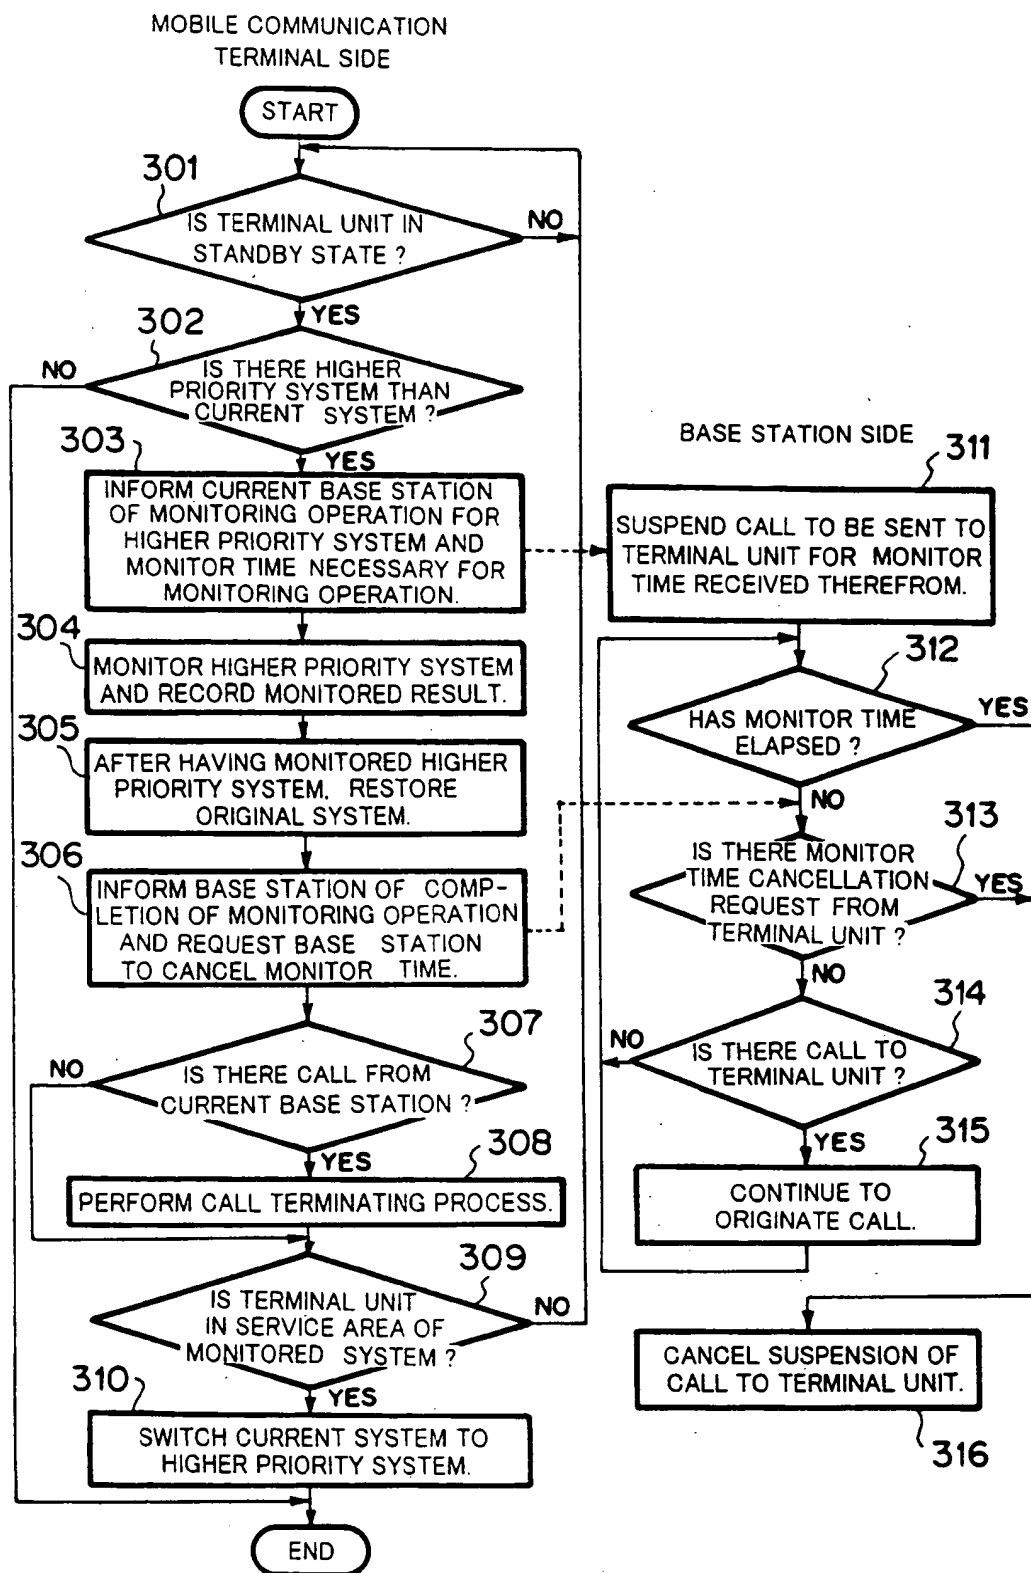 MOBILE COMMUNICATION
TERMINAL SIDE
START
301
IS TERMINAL UNIT IN
STANDBY STATE ?
NO
YES
302
IS THERE HIGHER
PRIORITY SYSTEM THAN
CURRENT SYSTEM ?
NO
YES
303
INFORM CURRENT BASE STATION
OF MONITORING OPERATION FOR
HIGHER PRIORITY SYSTEM AND
MONITOR TIME NECESSARY FOR
MONITORING OPERATION.
304
MONITOR HIGHER PRIORITY SYSTEM
AND RECORD MONITORED RESULT.
305
AFTER HAVING MONITORED HIGHER
PRIORITY SYSTEM, RESTORE
ORIGINAL SYSTEM.
306
INFORM BASE STATION OF COMP-
LETION OF MONITORING OPERATION
AND REQUEST BASE STATION
TO CANCEL MONITOR TIME.
307
NO
IS THERE CALL FROM
CURRENT BASE STATION ?
YES
308
PERFORM CALL TERMINATING PROCESS.
309
IS TERMINAL UNIT
IN SERVICE AREA OF
MONITORED SYSTEM ?
NO
YES
310
SWITCH CURRENT SYSTEM TO
HIGHER PRIORITY SYSTEM.
END
BASE STATION SIDE
311
SUSPEND CALL TO BE SENT TO
TERMINAL UNIT FOR MONITOR
TIME RECEIVED THEREFROM.
312
HAS MONITOR TIME
ELAPSED ?
YES
NO
313
IS THERE MONITOR
TIME CANCELLATION
REQUEST FROM
TERMINAL UNIT ?
YES
NO
314
NO
IS THERE CALL TO
TERMINAL UNIT ?
YES
315
CONTINUE TO
ORIGINATE CALL.
CANCEL SUSPENSION OF
CALL TO TERMINAL UNIT.
316